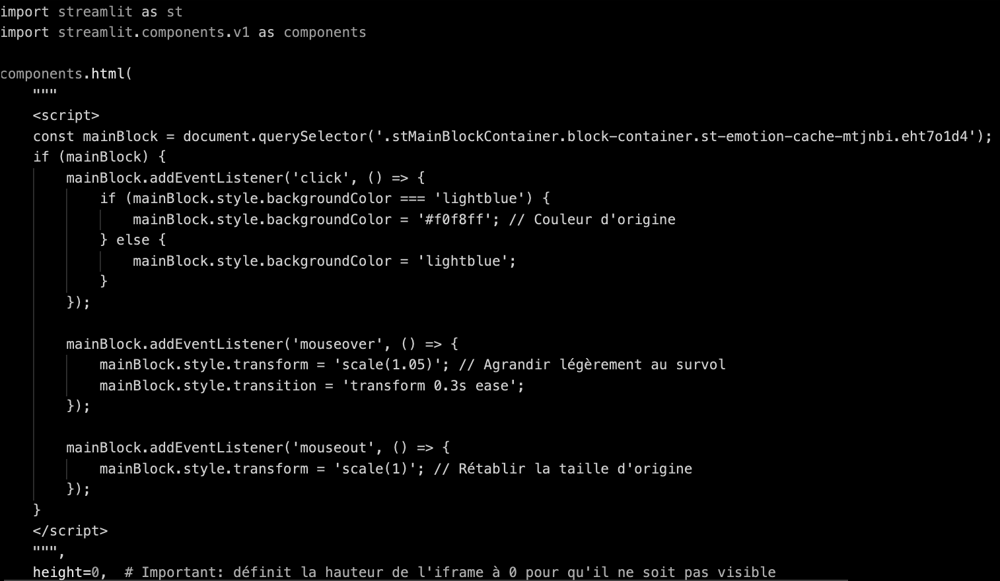 import streamlit as st
import streamlit.components.v1 as components

components.html(
    """
    <script>
    const mainBlock = document.querySelector('.stMainBlockContainer.block-container.st-emotion-cache-mtjnbi.eht7o1d4');
    if (mainBlock) {
        mainBlock.addEventListener('click', () => {
            if (mainBlock.style.backgroundColor === 'lightblue') {
                mainBlock.style.backgroundColor = '#f0f8ff'; // Couleur d'origine
            } else {
                mainBlock.style.backgroundColor = 'lightblue';
            }
        });

        mainBlock.addEventListener('mouseover', () => {
            mainBlock.style.transform = 'scale(1.05)'; // Agrandir légèrement au survol
            mainBlock.style.transition = 'transform 0.3s ease';
        });

        mainBlock.addEventListener('mouseout', () => {
            mainBlock.style.transform = 'scale(1)'; // Rétablir la taille d'origine
        });
    }
    </script>
    """,
    height=0,  # Important: définit la hauteur de l'iframe à 0 pour qu'il ne soit pas visible